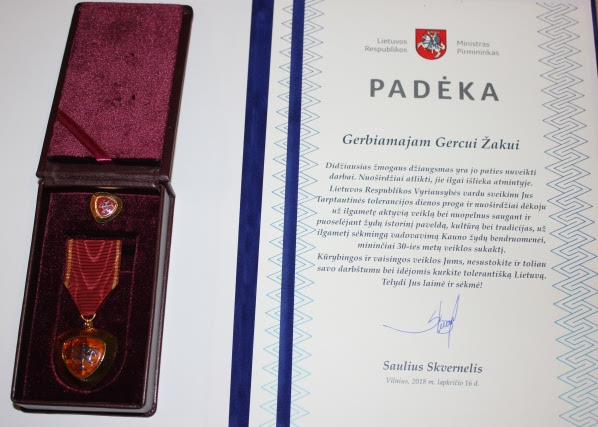 Lietuvos
Respublikos
Ministras
Pirmininkas
PADĖKA
Gerbiamajam Gercui Žakui
Didžiausias žmogaus džiaugsmas yra jo paties nuveikti
darbai. Nuoširdžiai atlikti, jie ilgai išlieka atmintyje.
Lietuvos Respublikos Vyriausybės vardu sveikinu Jus
Tarptautinės tolerancijos dienos proga ir nuoširdžiai dėkoju
už ilgametę aktyvią veiklą bei nuopelnus saugant ir
puoselėjant žydų istorinį paveldą, kultūrą bei tradicijas, už
ilgametį sėkmingą vadovavimą Kauno žydų bendruomenei,
mininčiai 30-ies metų veiklos sukaktį.
Kūrybingos ir vaisingos veiklos Jums, nesustokite ir toliau
savo darbštumu bei idėjomis kurkite tolerantišką Lietuvą.
Telydi Jus laimė ir sėkmė!
Saulius Skvernelis
Vilnius, 2018 m. lapkričio 16 d.